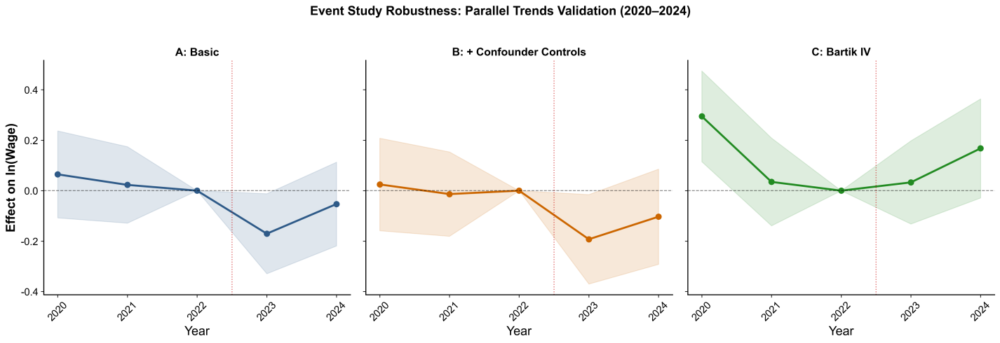 Event Study Robustness: Parallel Trends Validation (2020–2024)
A: Basic
B: + Confounder Controls
C: Bartik IV
Effect on ln(Wage)
0.4
0.2
0.0
-0.2
-0.4
2020
2021
2022
2023
2024
Year
2020
2021
2022
2023
2024
Year
2020
2021
2022
2023
2024
Year